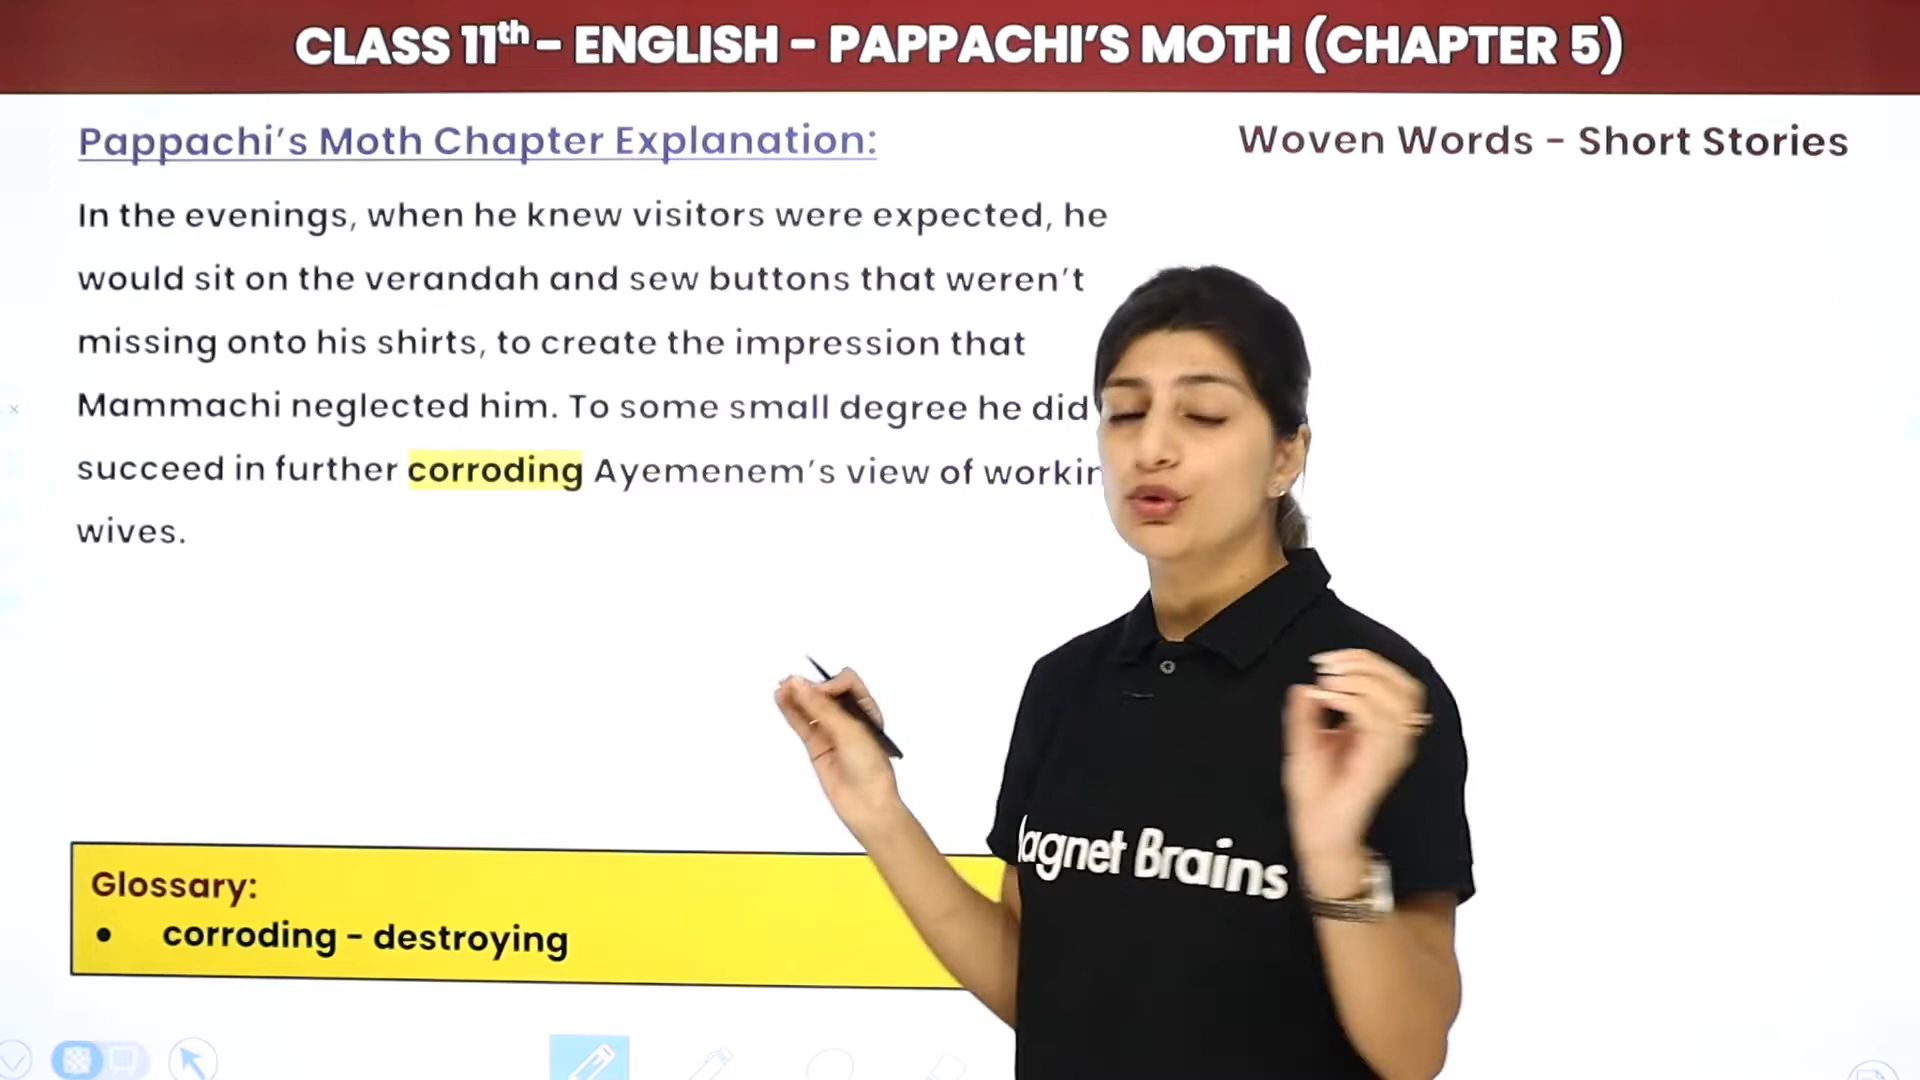 CLASS 11th - ENGLISH - PAPPACHI'S MOTH (CHAPTER 5)
Pappachi's Moth Chapter Explanation:
Woven Words - Short Stories
In the evenings, when he knew visitors were expected, he
would sit on the verandah and sew buttons that weren't
missing onto his shirts, to create the impression that
Mammachi neglected him. To some small degree he did
succeed in further corroding Ayemenem's view of workin
wives.
agnet Brains
Glossary:
• corroding - destroying